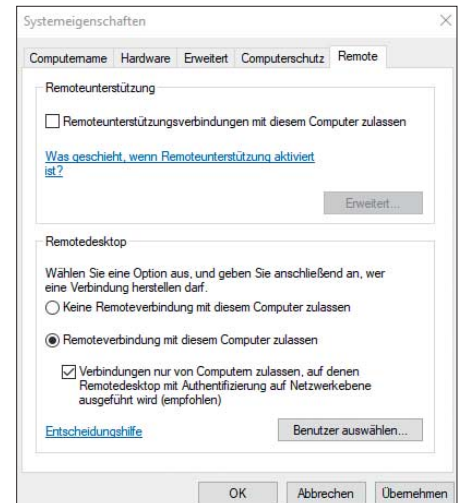 Systemeigenschaften
Computername Hardware Erweitert Computerschutz Remote
Remoteunterstützung
Remoteunterstützungsverbindungen mit diesem Computer zulassen
Was geschieht, wenn Remoteunterstützung aktiviert
ist?
Erweitert...
Remotedesktop
Wählen Sie eine Option aus, und geben Sie anschließend an, wer
eine Verbindung herstellen darf.
Keine Remoteverbindung mit diesem Computer zulassen
Remoteverbindung mit diesem Computer zulassen
Verbindungen nur von Computern zulassen, auf denen
Remotedesktop mit Authentifizierung auf Netzwerkebene
ausgeführt wird (empfohlen)
Entscheidungshilfe Benutzer auswählen...
OK Abbrechen Übernehmen